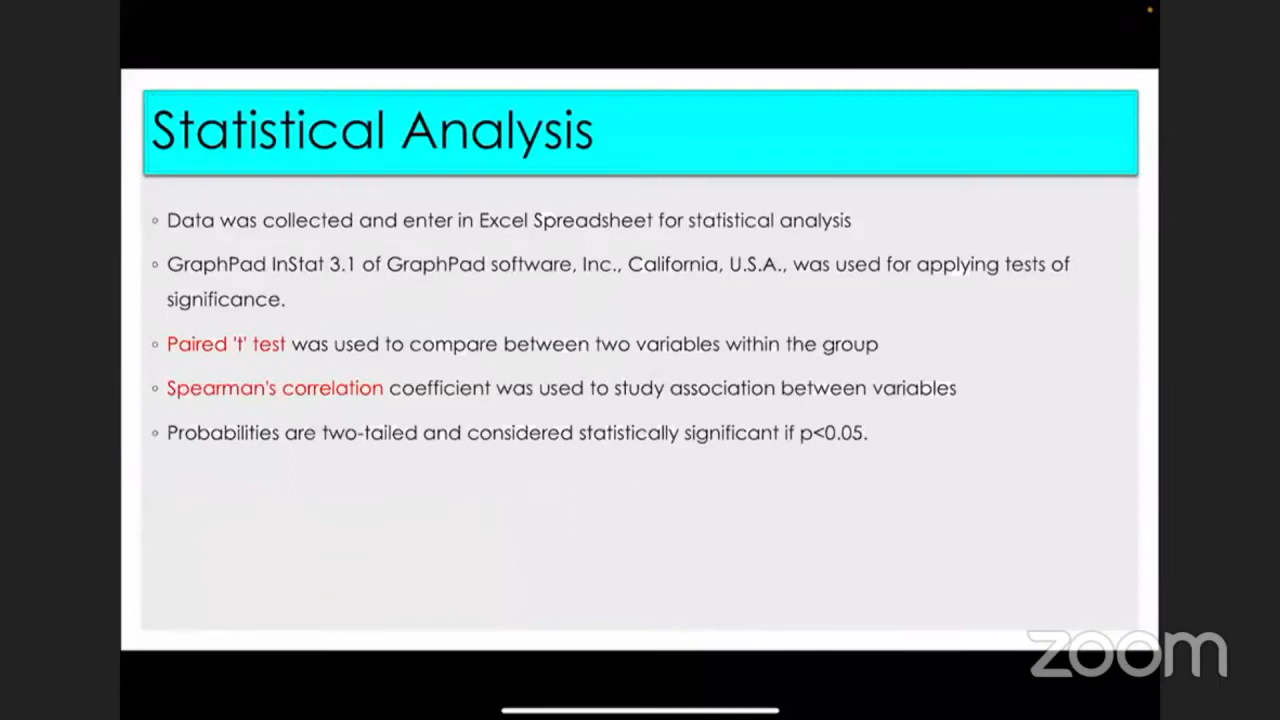 Statistical Analysis
◦ Data was collected and enter in Excel Spreadsheet for statistical analysis
◦ GraphPad InStat 3.1 of GraphPad software, Inc., California, U.S.A., was used for applying tests of
significance.
◦ Paired 't' test was used to compare between two variables within the group
◦ Spearman's correlation coefficient was used to study association between variables
◦ Probabilities are two-tailed and considered statistically significant if p<0.05.
zoom